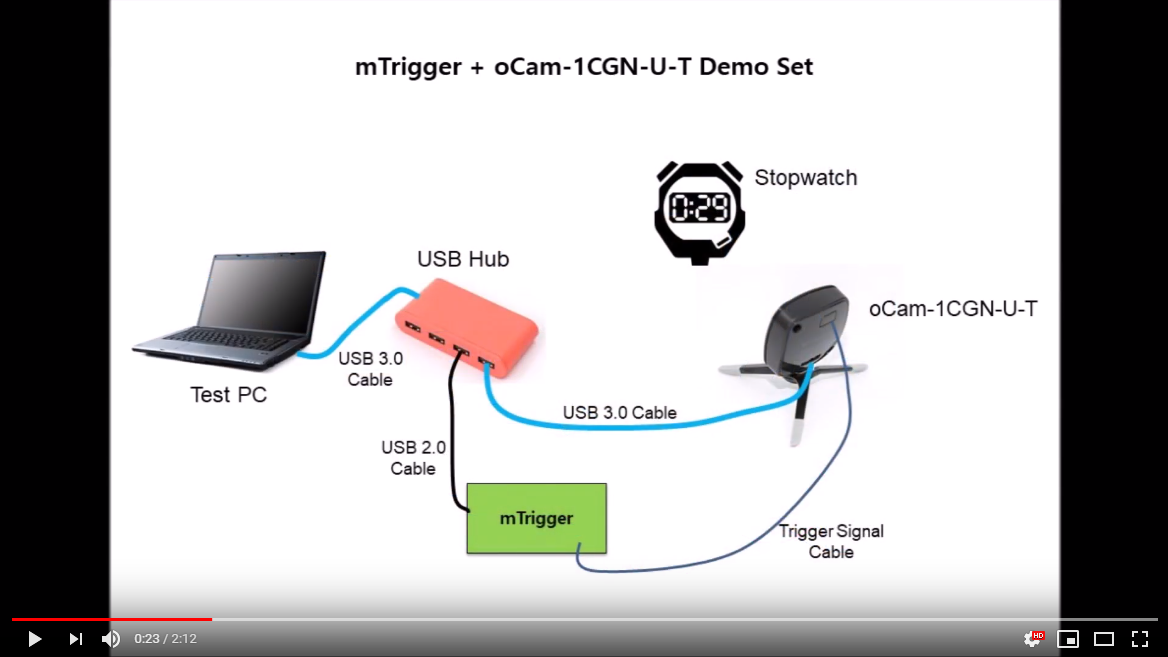 mTrigger + oCam-1CGN-U-T Demo Set
Stopwatch
0:29
USB Hub
oCam-1CGN-U-T
USB 3.0
Cable
Test PC
USB 3.0 Cable
USB 2.0
Cable
mTrigger
Trigger Signal
Cable
0:23 / 2:12
HD